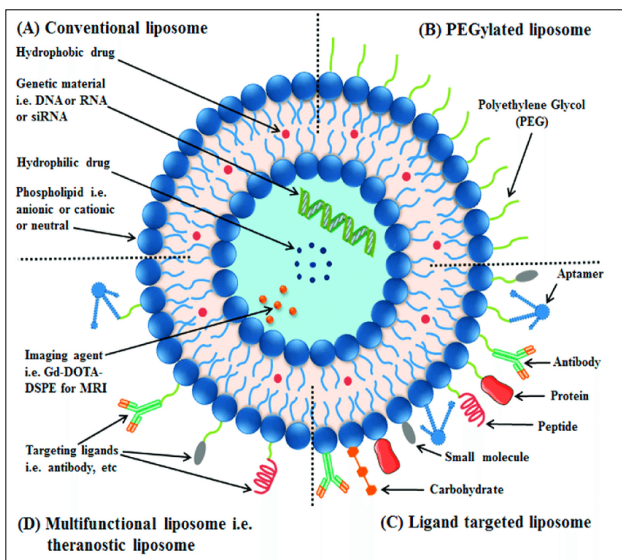 (A) Conventional liposome
(B) PEGylated liposome
Hydrophobic drug
Genetic material
i.e. DNA or RNA
or siRNA
Polyethylene Glycol
(PEG)
Hydrophilic drug
Phospholipid i.e.
anionic or cationic
or neutral
Aptamer
Imaging agent
i.e. Gd-DOTA-
DSPE for MRI
Antibody
Protein
Peptide
Targeting ligands
i.e. antibody, etc
Small molecule
Carbohydrate
(D) Multifunctional liposome i.e.
theranostic liposome
(C) Ligand targeted liposome